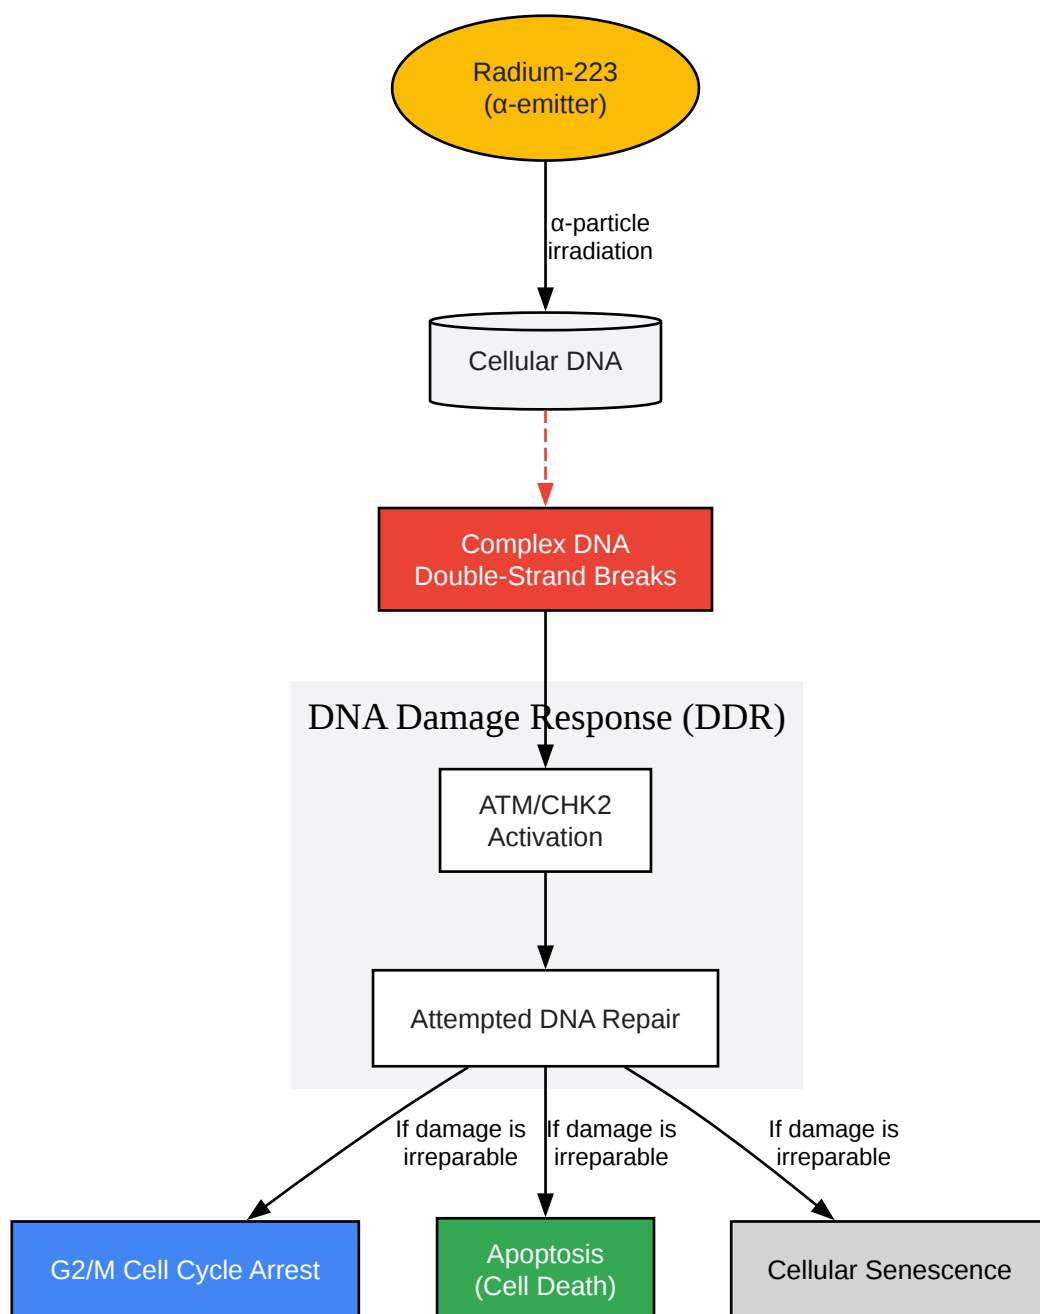 Radium-223
(α-emitter)
α-particle
irradiation
Cellular DNA
Complex DNA
Double-Strand Breaks
DNA Damage Response (DDR)
ATM/CHK2
Activation
Attempted DNA Repair
If damage is
irreparable
If damage is
irreparable
If damage is
irreparable
G2/M Cell Cycle Arrest
Apoptosis
(Cell Death)
Cellular Senescence